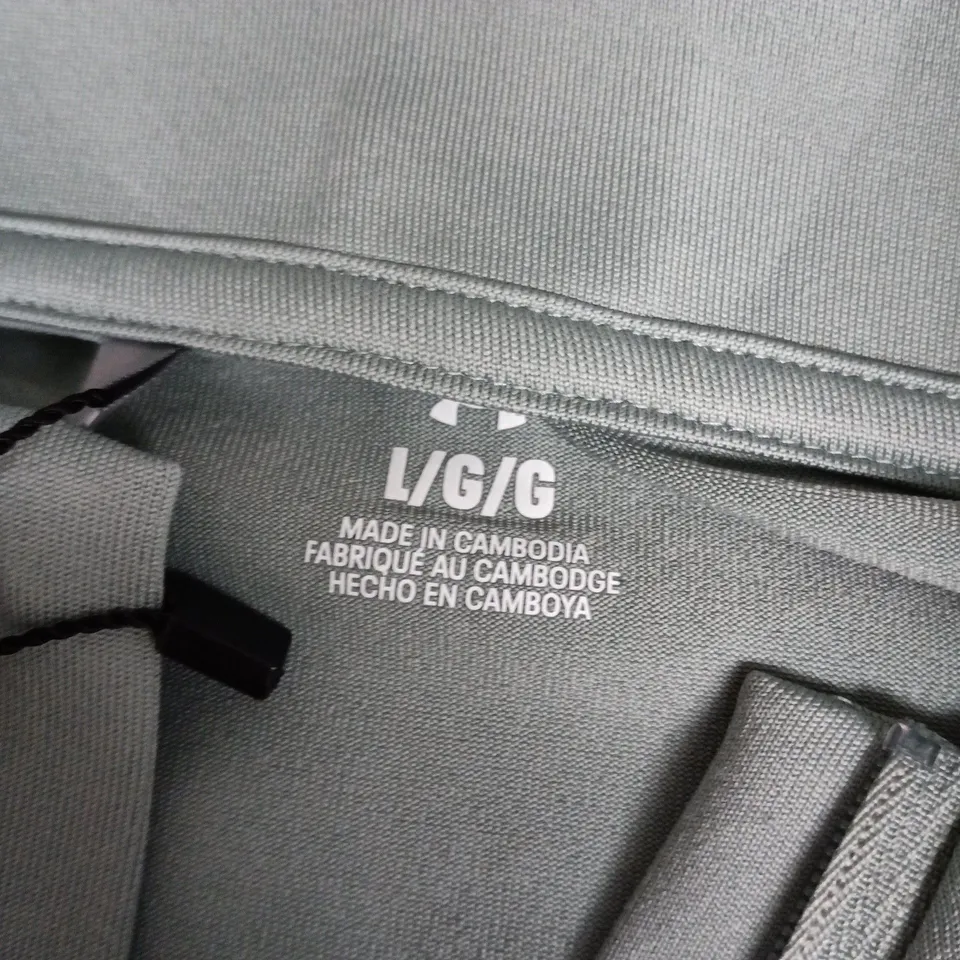 L/G/G
MADE IN CAMBODIA
FABRIQUÉ AU CAMBODGE
HECHO EN CAMBOYA